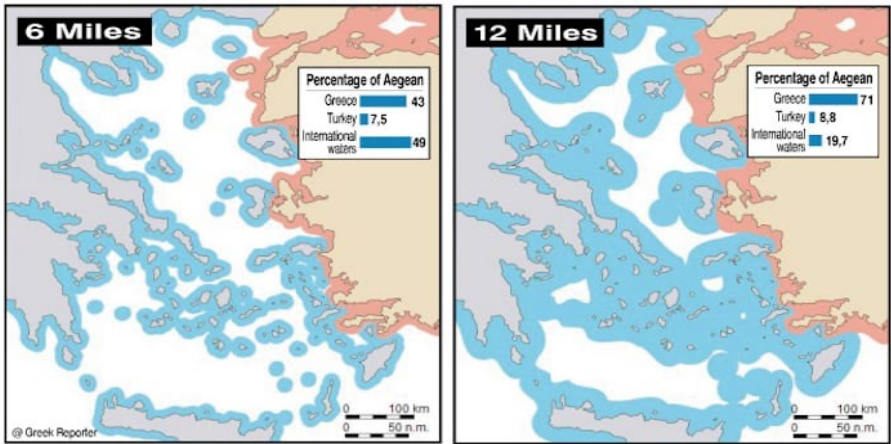 6 Miles
Percentage of Aegean
Greece 43
Turkey 7,5
International
waters 49
0 100 km
0 50 n.m.
@ Greek Reporter
12 Miles
Percentage of Aegean
Greece 71
Turkey 8,8
International
waters 19,7
0 100 km
0 50 n.m.